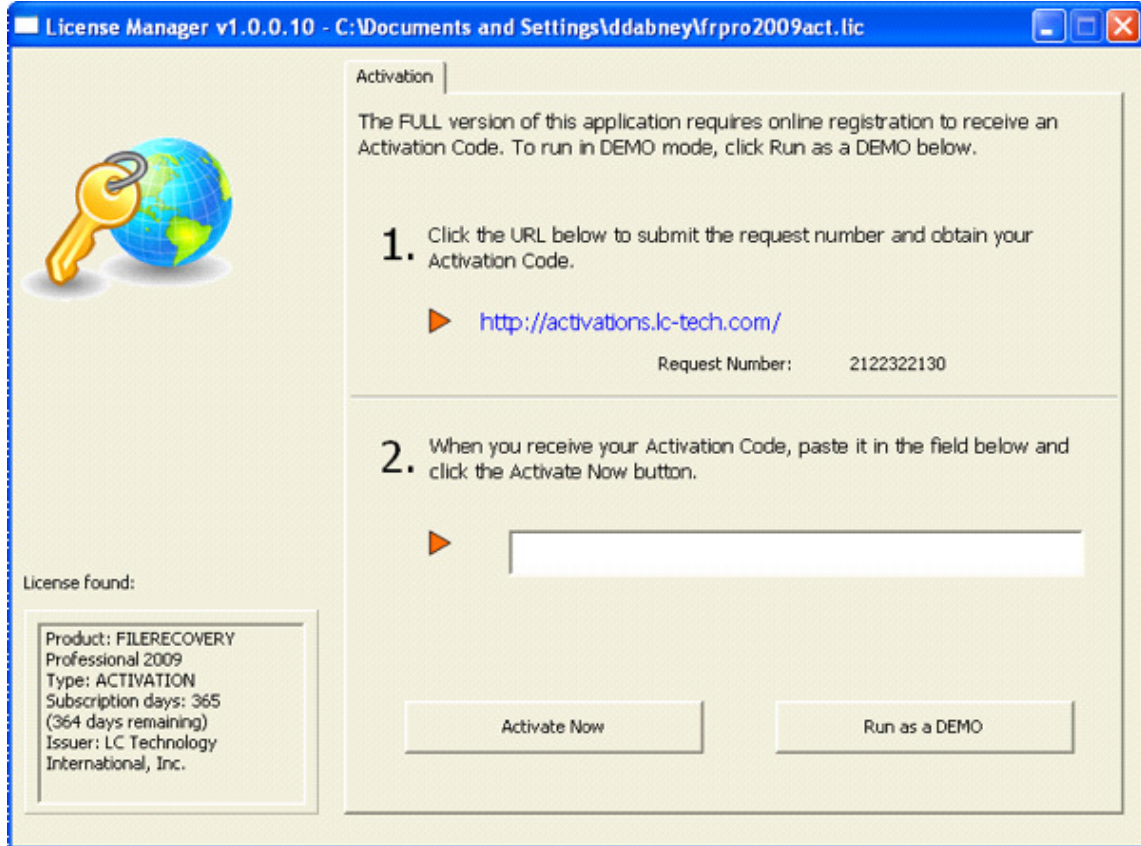 License Manager v1.0.0.10 - C:\Documents and Settings\ddabney\frpro2009act.lic
Activation
The FULL version of this application requires online registration to receive an
Activation Code. To run in DEMO mode, click Run as a DEMO below.
1. Click the URL below to submit the request number and obtain your
Activation Code.
http://activations.lc-tech.com/
Request Number: 2122322130
2. When you receive your Activation Code, paste it in the field below and
click the Activate Now button.
License found:
Product: FILERECOVERY
Professional 2009
Type: ACTIVATION
Subscription days: 365
(364 days remaining)
Issuer: LC Technology
International, Inc.
Activate Now
Run as a DEMO